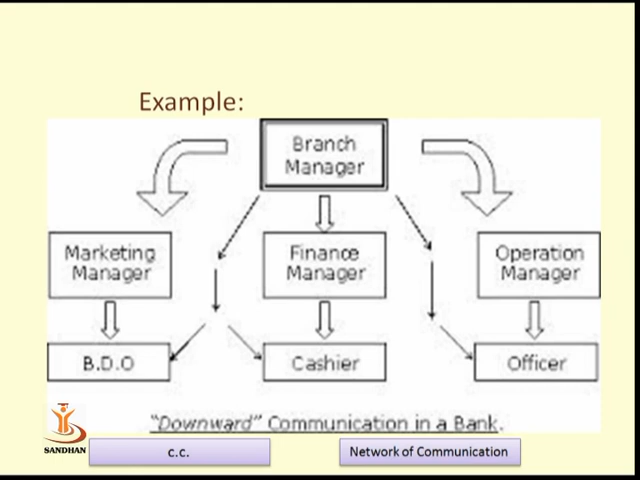 Example:
Branch
Manager
Marketing
Manager
Finance
Manager
Operation
Manager
B.D.O
Cashier
Officer
"Downward" Communication in a Bank.
SANDHAN
c.c.
Network of Communication